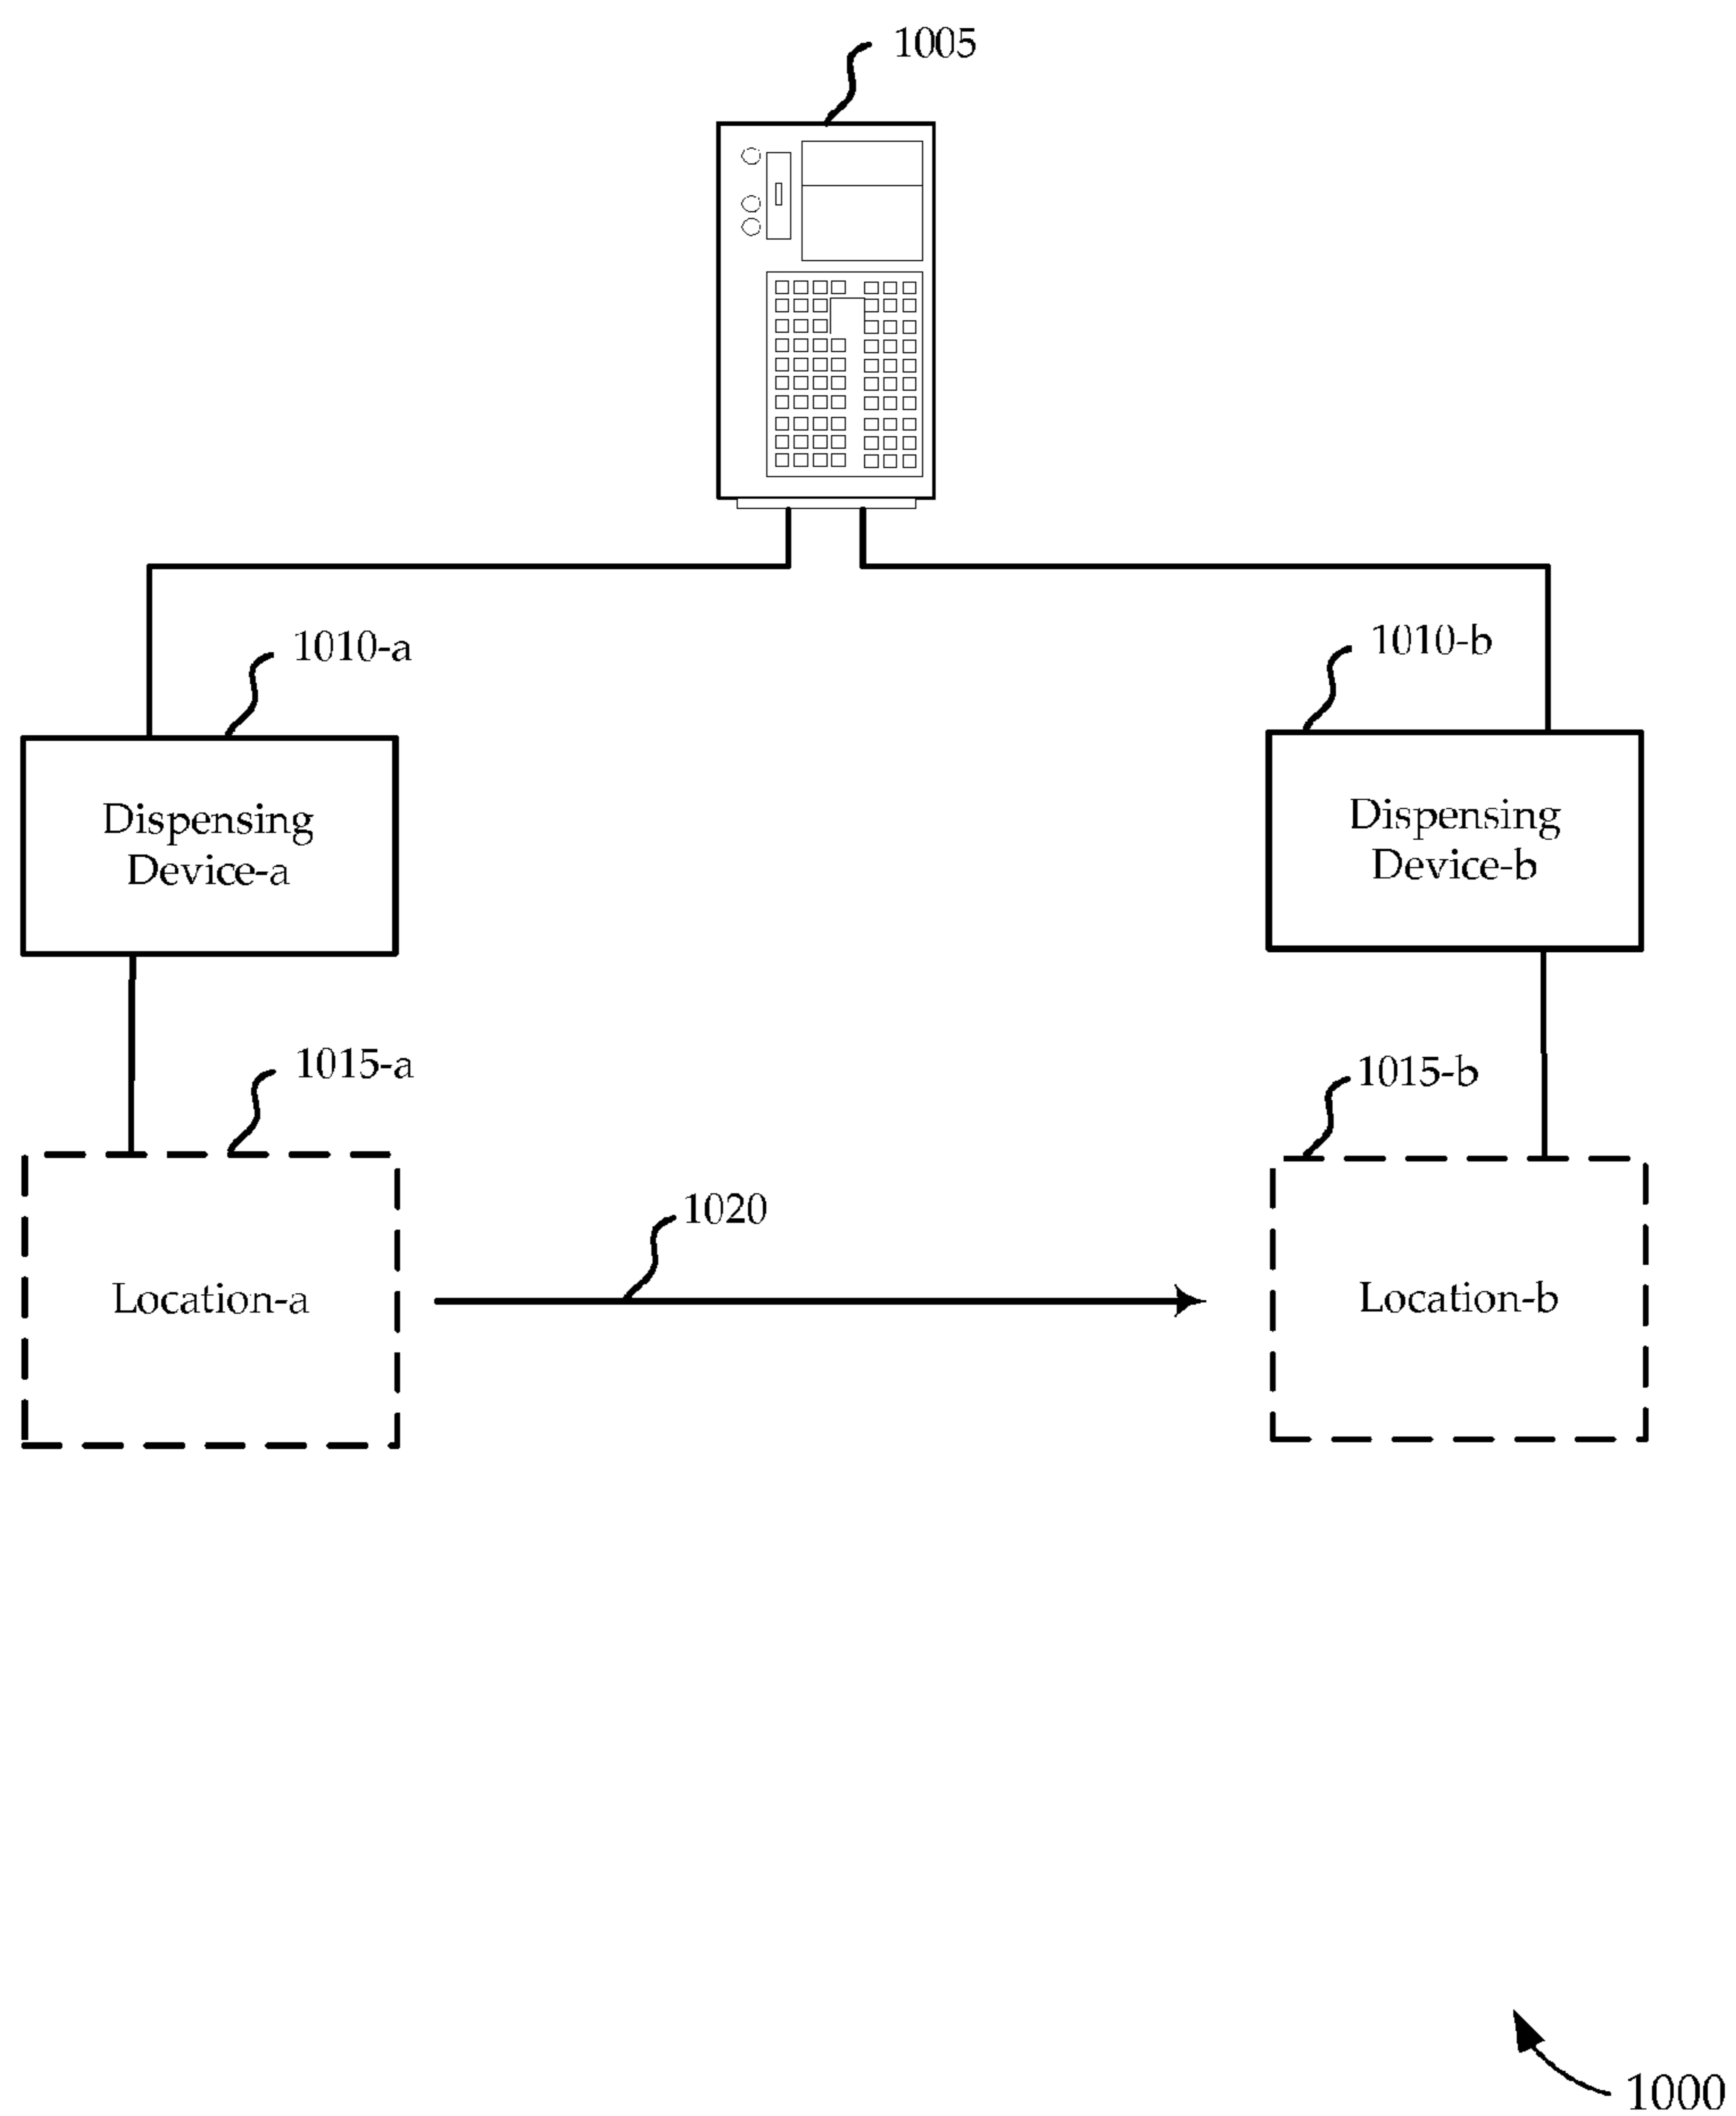 1005
1010-a
1010-b
Dispensing
Device-a
Dispensing
Device-b
1015-a
1015-b
1020
Location-a
Location-b
1000